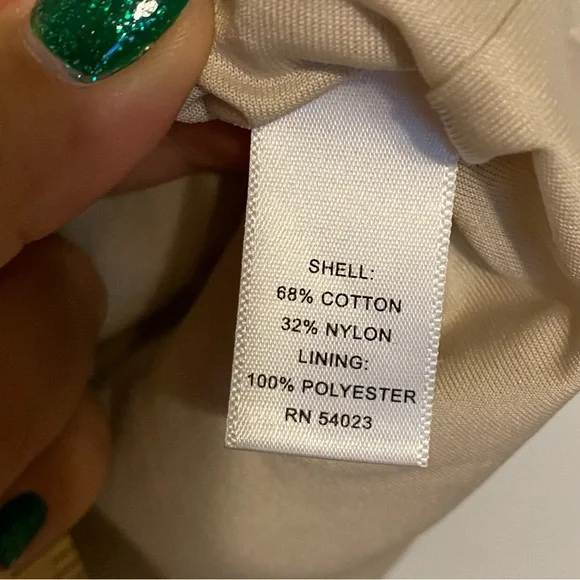 SHELL:
68% COTTON
32% NYLON
LINING:
100% POLYESTER
RN 54023